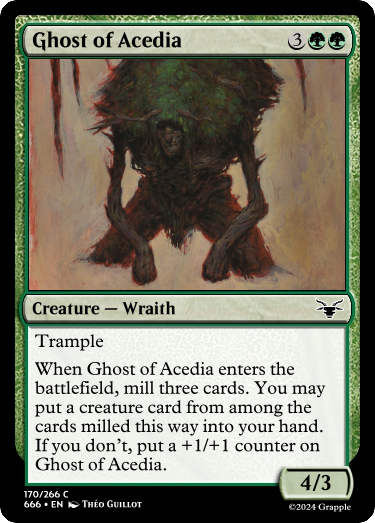 Ghost of Acedia 3
Creature — Wraith
Trample
When Ghost of Acedia enters the
battlefield, mill three cards. You may
put a creature card from among the
cards milled this way into your hand.
If you don't, put a +1/+1 counter on
Ghost of Acedia.
4/3
170/266 C
666 • EN Théo Guillot
©2024 Grapple